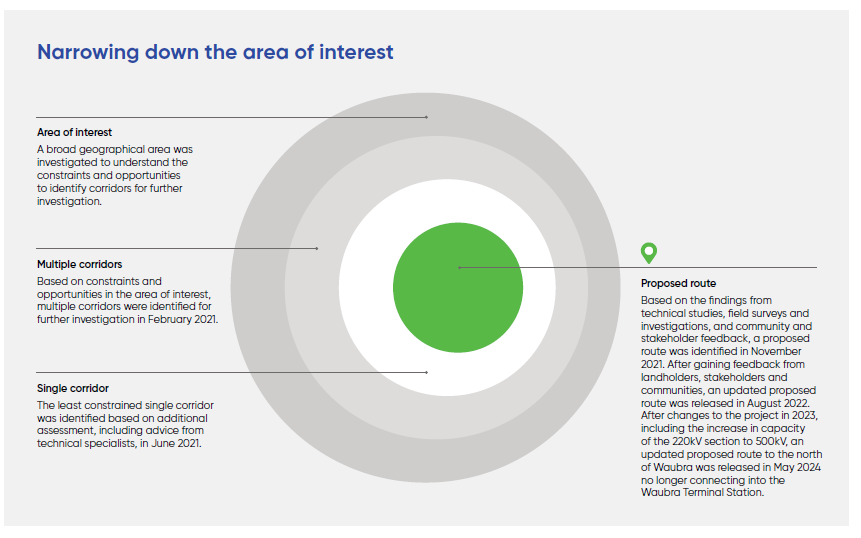 Narrowing down the area of interest
Area of interest
A broad geographical area was
investigated to understand the
constraints and opportunities
to identify corridors for further
investigation.
Multiple corridors
Based on constraints and
opportunities in the area of interest,
multiple corridors were identified for
further investigation in February 2021.
Single corridor
The least constrained single corridor
was identified based on additional
assessment, including advice from
technical specialists, in June 2021.
Proposed route
Based on the findings from
technical studies, field surveys and
investigations, and community and
stakeholder feedback, a proposed
route was identified in November
2021. After gaining feedback from
landholders, stakeholders and
communities, an updated proposed
route was released in August 2022.
After changes to the project in 2023,
including the increase in capacity
of the 220kV section to 500kV, an
updated proposed route to the north
of Waubra was released in May 2024
no longer connecting into the
Waubra Terminal Station.